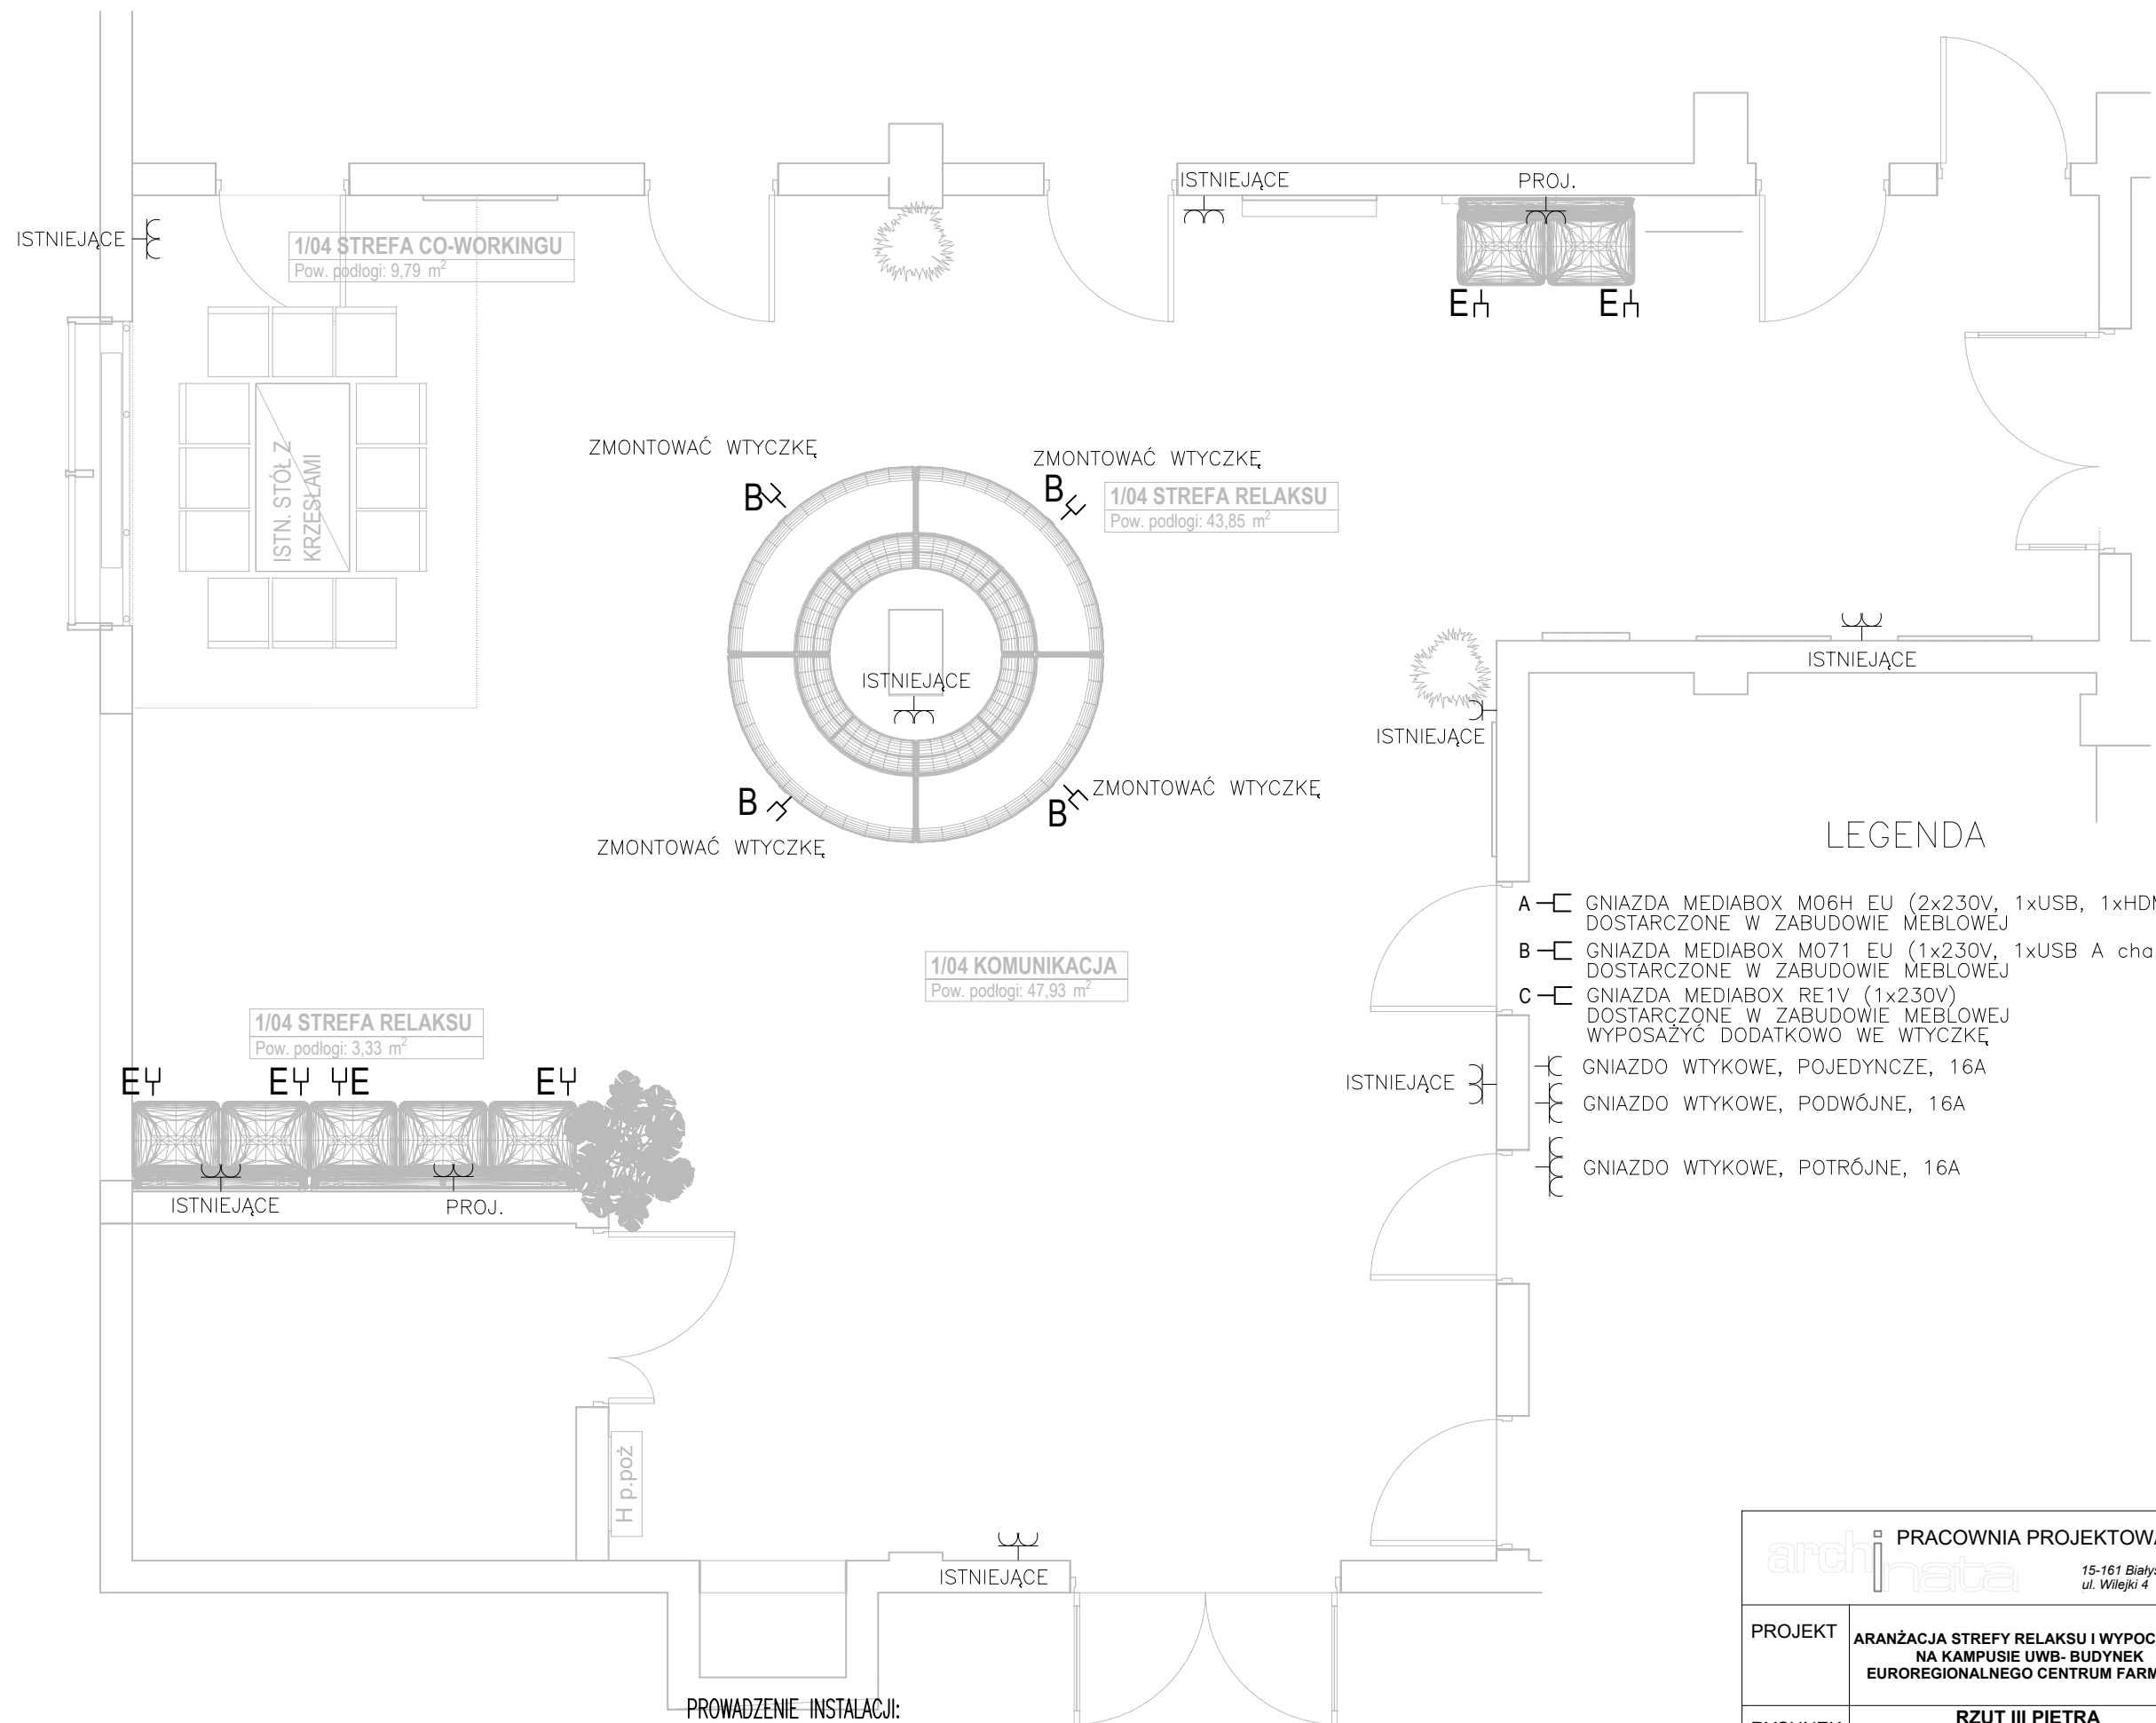 ISTNIEJĄCE
PROJ.
ISTNIEJĄCE
1/04 STREFA CO-WORKINGU
Pow. podłogi: 9,79 m²
E
E
ISTN. STÓŁ Z
KRZESŁAMI
ZMONTOWAĆ WTYCZKĘ
ZMONTOWAĆ WTYCZKĘ
B
B
1/04 STREFA RELAKSU
Pow. podłogi: 43,85 m²
ISTNIEJĄCE
ISTNIEJĄCE
ISTNIEJĄCE
B
B
ZMONTOWAĆ WTYCZKĘ
ZMONTOWAĆ WTYCZKĘ
LEGENDA
A GNIAZDA MEDIABOX M06H EU (2x230V, 1xUSB, 1xHDM
DOSTARCZONE W ZABUDOWIE MEBLOWEJ
B GNIAZDA MEDIABOX M071 EU (1x230V, 1xUSB A cha
DOSTARCZONE W ZABUDOWIE MEBLOWEJ
C GNIAZDA MEDIABOX RE1V (1x230V)
DOSTARCZONE W ZABUDOWIE MEBLOWEJ
WYPOSAŻYĆ DODATKOWO WE WTYCZKĘ
GNIAZDO WTYKOWE, POJEDYNCZE, 16A
GNIAZDO WTYKOWE, PODWÓJNE, 16A
GNIAZDO WTYKOWE, POTRÓJNE, 16A
1/04 KOMUNIKACJA
Pow. podłogi: 47,93 m²
1/04 STREFA RELAKSU
Pow. podłogi: 3,33 m²
E
E
E
E
ISTNIEJĄCE
ISTNIEJĄCE
PROJ.
H p.poż
ISTNIEJĄCE
PROWADZENIE INSTALACJI:
archinata
PRACOWNIA PROJEKTOWA
15-161 Białys
ul. Wilejki 4
PROJEKT
ARANŻACJA STREFY RELAKSU I WYPOC
NA KAMPUSIE UWB- BUDYNEK
EUROREGIONALNEGO CENTRUM FARM
RZUT III PIĘTRA